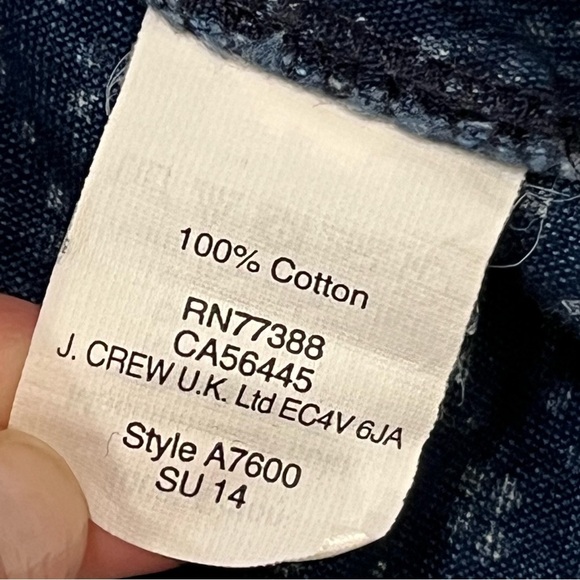 100% Cotton
RN77388
CA56445
J. CREW U.K. Ltd EC4V 6JA
Style A7600
SU 14